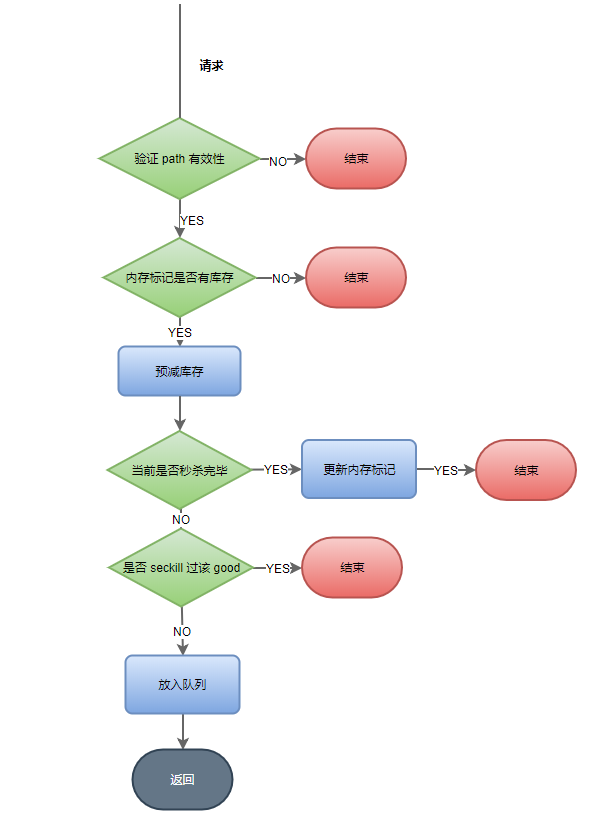 请求
验证 path 有效性
NO
结束
YES
内存标记是否有库存
NO
结束
YES
预减库存
当前是否秒杀完毕
YES
更新内存标记
YES
结束
NO
是否 seckill 过该 good
YES
结束
NO
放入队列
返回